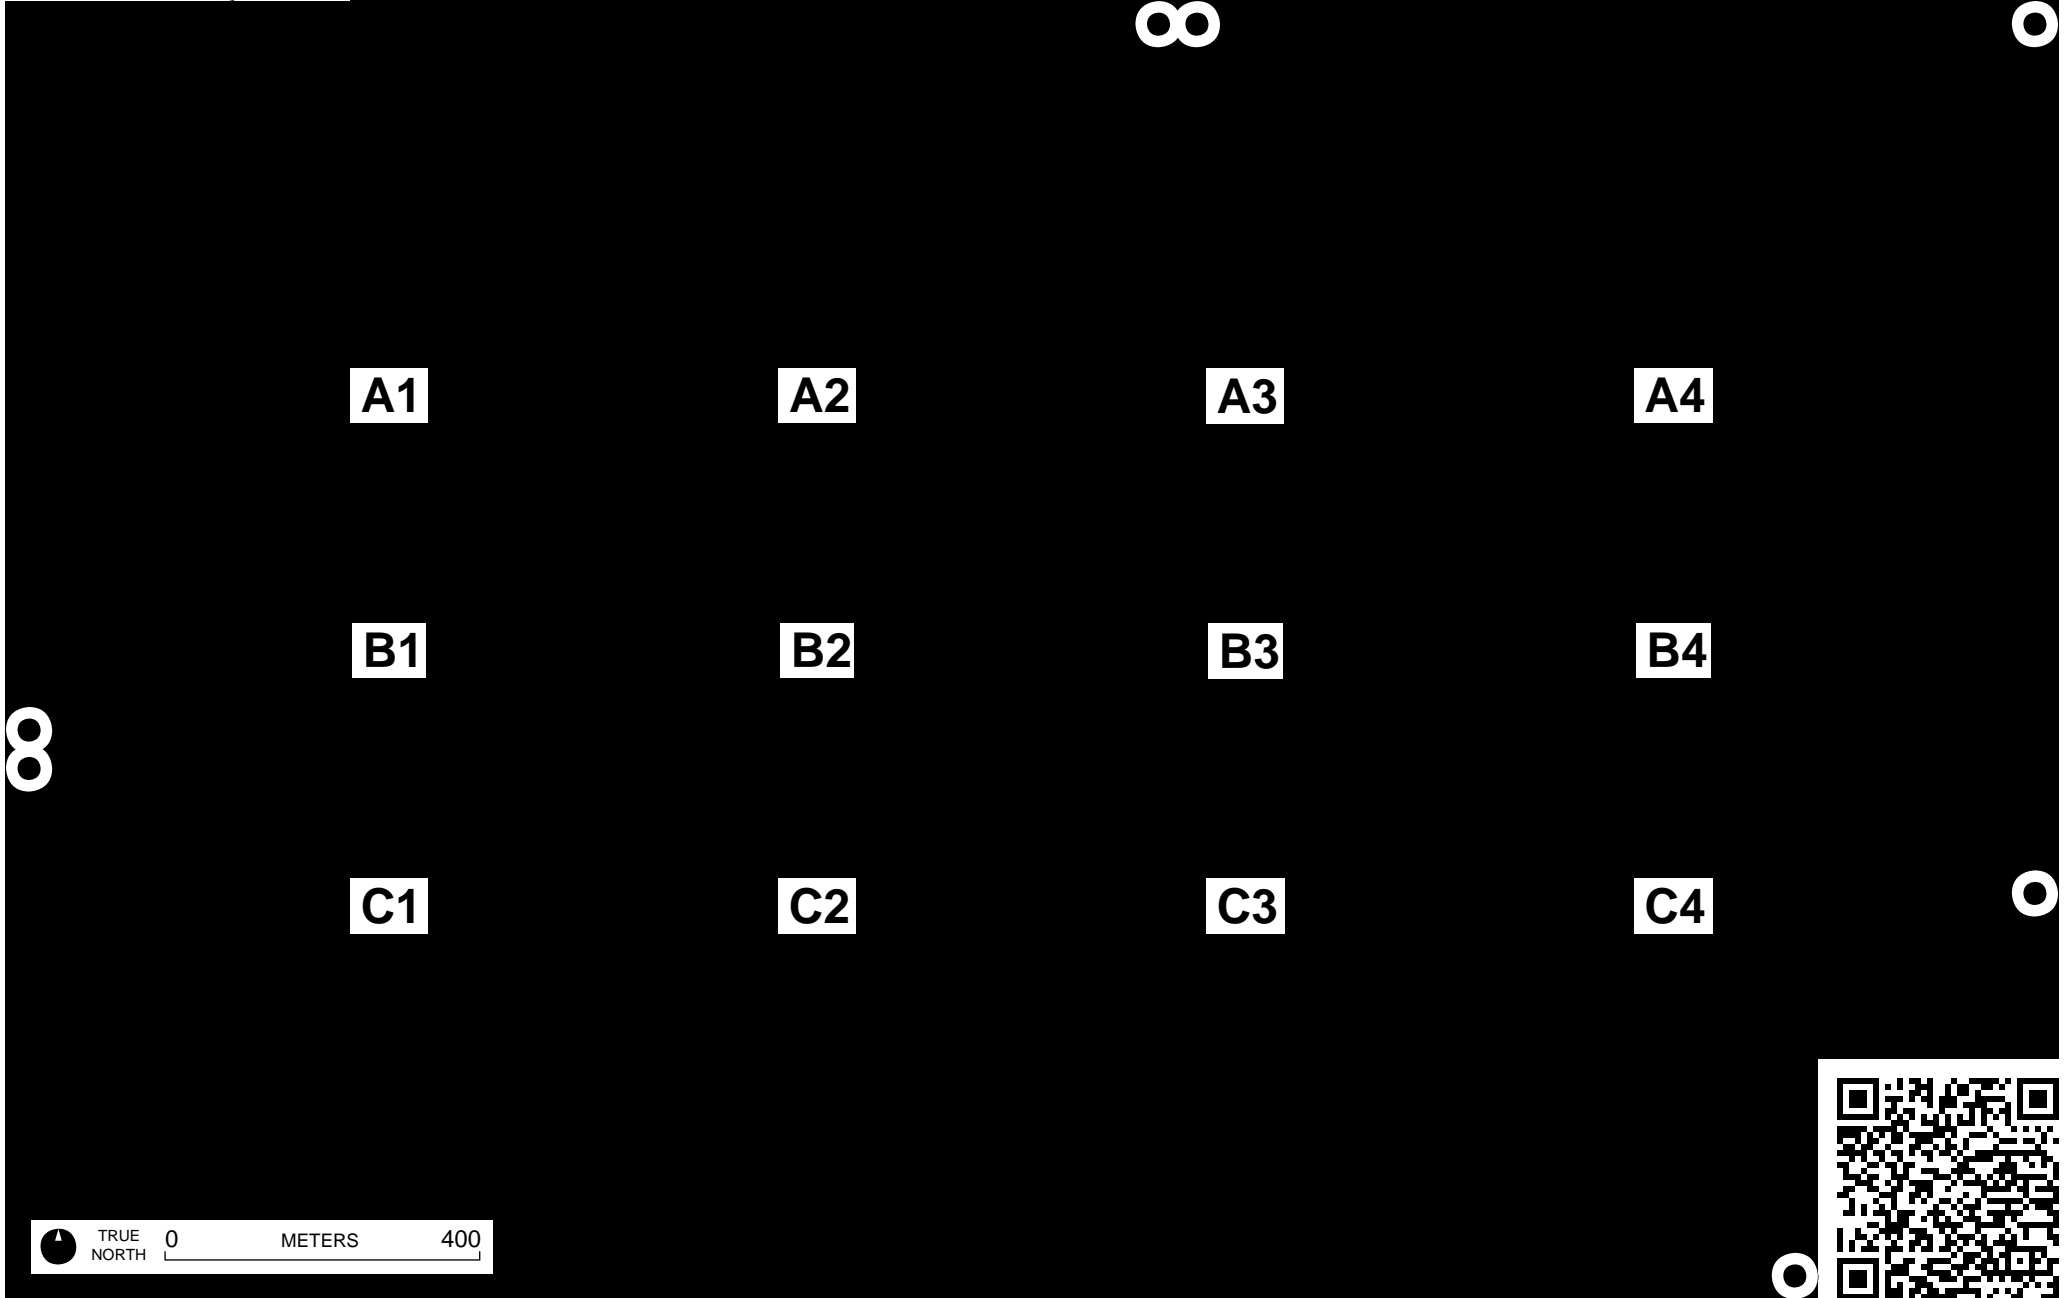 A1 A2 A3 A4
B1 B2 B3 B4
C1 C2 C3 C4
TRUE NORTH
0 METERS 400